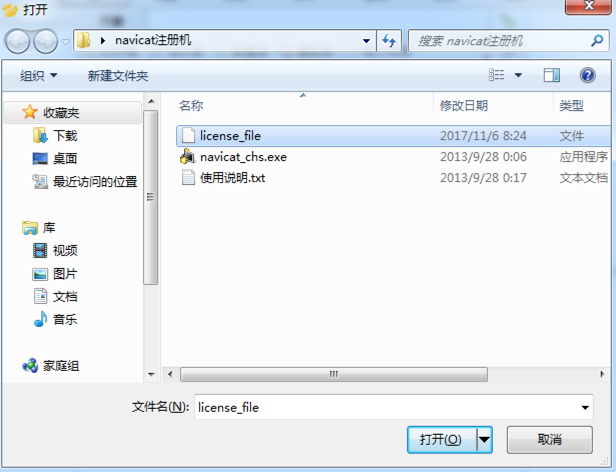 打开
navicat注册机
搜索 navicat注册机
组织
新建文件夹
收藏夹
下载
桌面
最近访问的位置
库
视频
图片
文档
音乐
家庭组
名称 修改日期 类型
license_file 2017/11/6 8:24 文件
navicat_chs.exe 2013/9/28 0:06 应用程序
使用说明.txt 2013/9/28 0:17 文本文档
文件名(N): license_file
打开(O) 取消